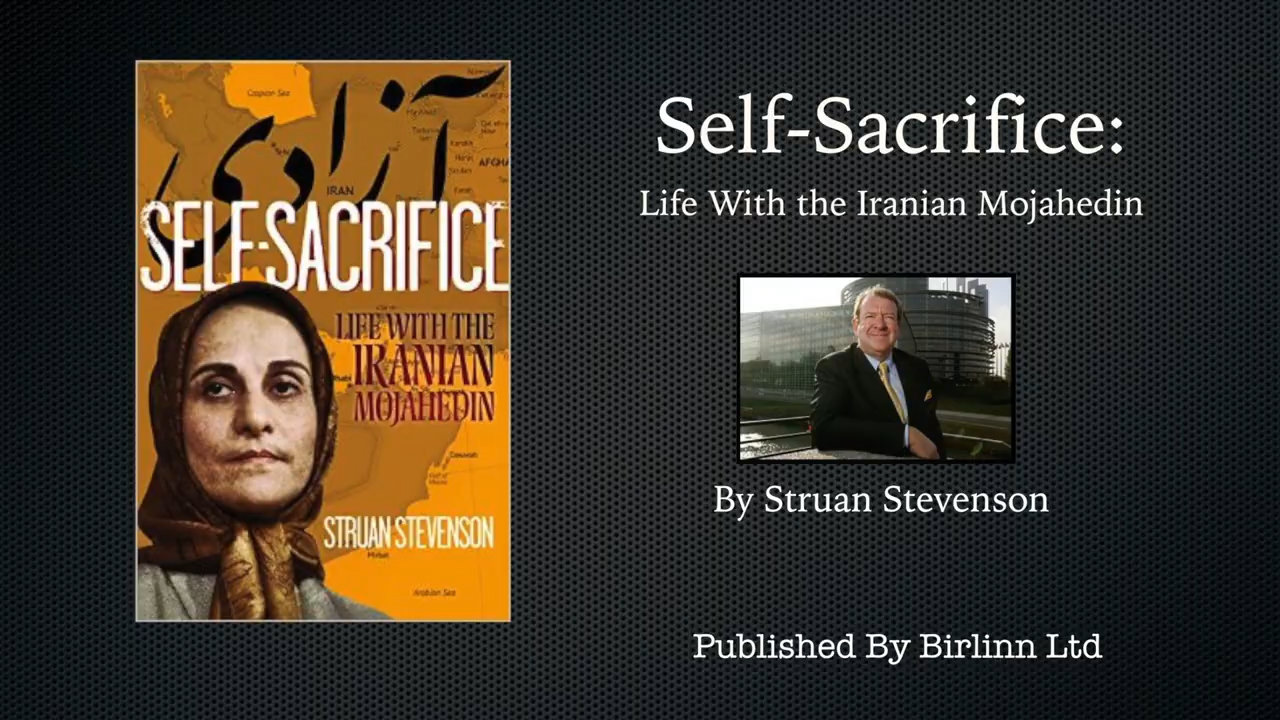 Caspian Sea
آزادی
IRAN
AFGHA
SELF-SACRIFICE
LIFE WITH THE
IRANIAN
MOJAHEDIN
STRUAN STEVENSON
Arabian Sea
Self-Sacrifice:
Life With the Iranian Mojahedin
By Struan Stevenson
Published By Birlinn Ltd